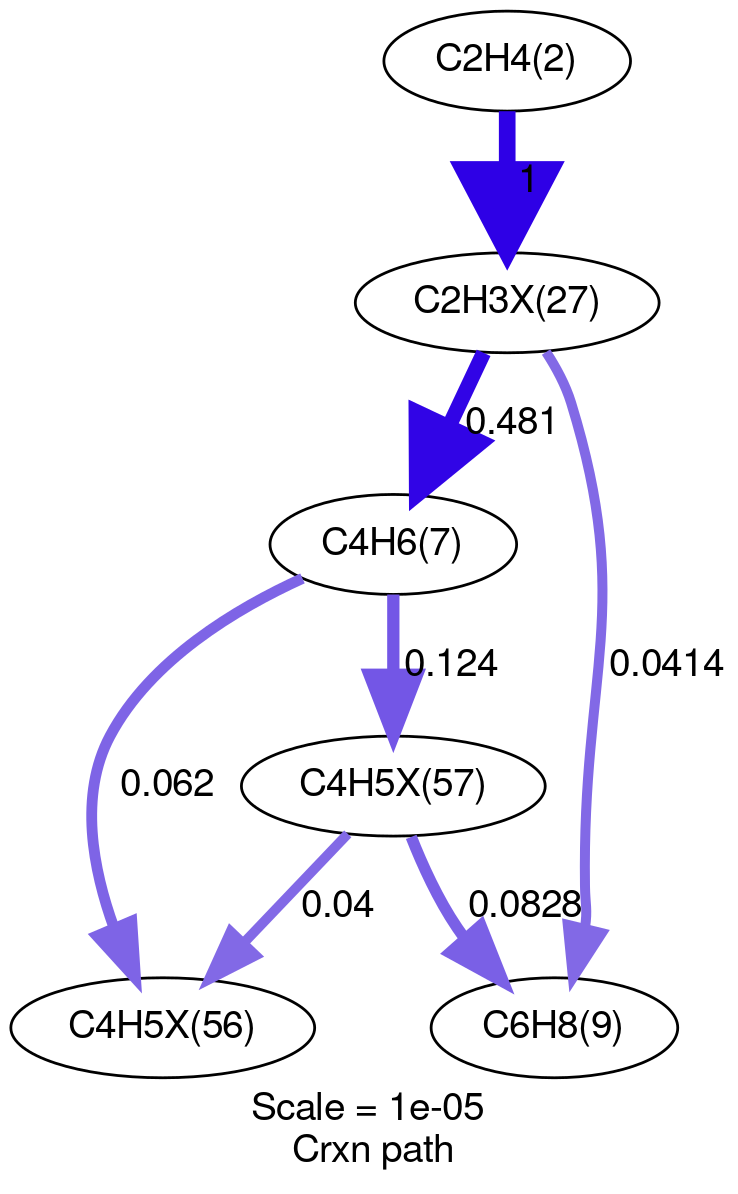 C2H4(2)
1
C2H3X(27)
0.481
C4H6(7)
0.124
0.0414
0.062
C4H5X(57)
0.04
0.0828
C4H5X(56)
C6H8(9)
Scale = 1e-05
Crxn path